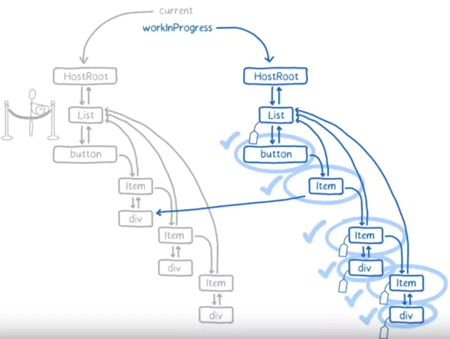 current
workInProgress
HostRoot
List
button
Item
div
Item
div
Item
div
HostRoot
List
button
Item
Item
div
Item
div